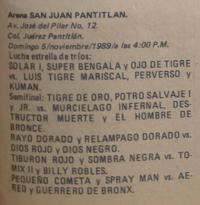 Arena SAN JUAN PANTITLAN.
Av. José del Pilar No. 12.
Col. Juárez Pantitlán.
Domingo 5/noviembre/1989/a las 4:00 P.M.
Lucha estrella de tríos:
SOLAR I, SUPER BENGALA y OJO DE TIGRE
vs. LUIS TIGRE MARISCAL, PERVERSO y
KUMAN.
Semifinal: TIGRE DE ORO, POTRO SALVAJE I
y JR. vs. MURCIELAGO INFERNAL, DES-
TRUCTOR MUERTE y EL HOMBRE DE
BRONCE.
RAYO DORADO y RELAMPAGO DORADO vs.
DIOS ROJO y DIOS NEGRO.
TIBURON ROJO y SOMBRA NEGRA vs. TO-
MIX II y BILLY ROBLES.
PEQUEÑO COMETA y SPRAY MAN vs. AE-
RED y GUERRERO DE BRONX.